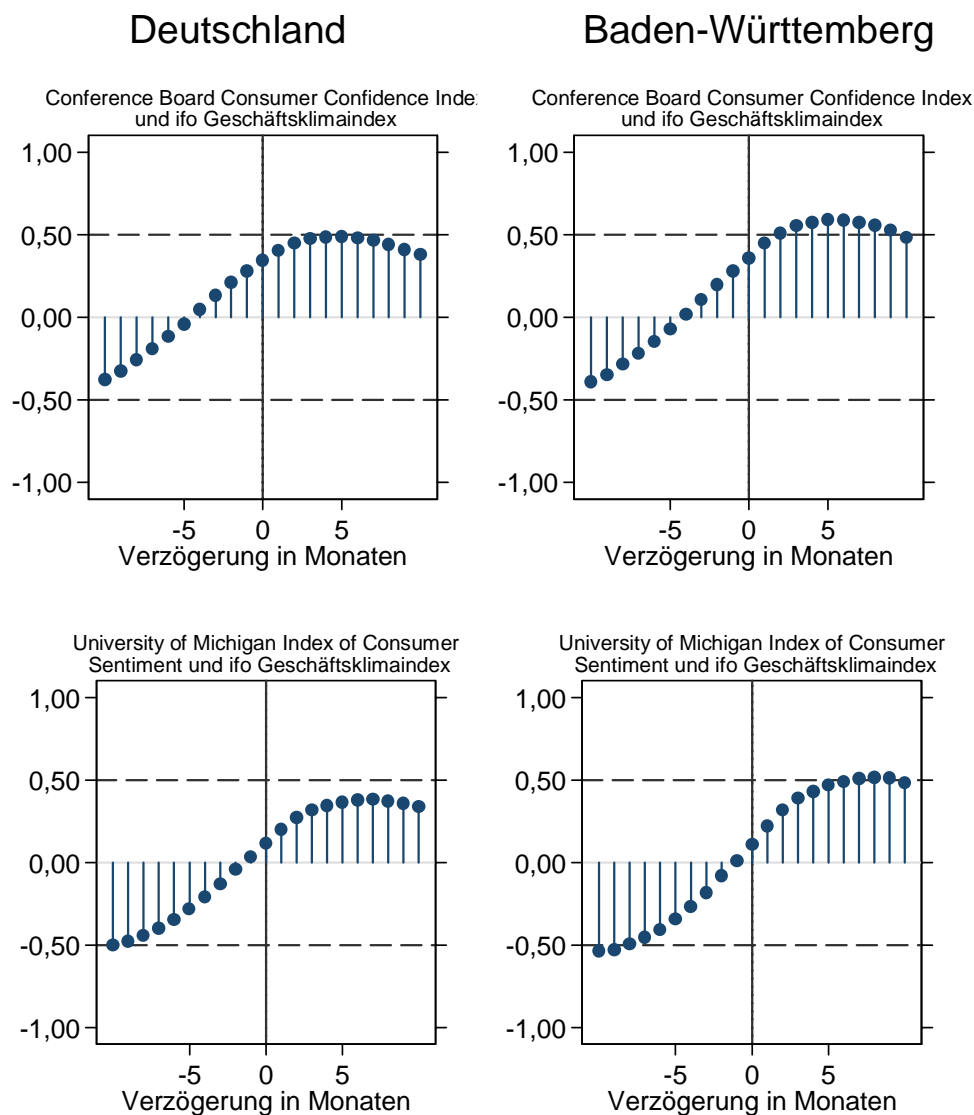 Deutschland
Baden-Württemberg
Conference Board Consumer Confidence Inde
und ifo Geschäftsklimaindex
1,00
0,50
0,00
-0,50
-1,00
-5 0 5
Verzögerung in Monaten
Conference Board Consumer Confidence Index
und ifo Geschäftsklimaindex
1,00
0,50
0,00
-0,50
-1,00
-5 0 5
Verzögerung in Monaten
University of Michigan Index of Consumer
Sentiment und ifo Geschäftsklimaindex
1,00
0,50
0,00
-0,50
-1,00
-5 0 5
Verzögerung in Monaten
University of Michigan Index of Consumer
Sentiment und ifo Geschäftsklimaindex
1,00
0,50
0,00
-0,50
-1,00
-5 0 5
Verzögerung in Monaten